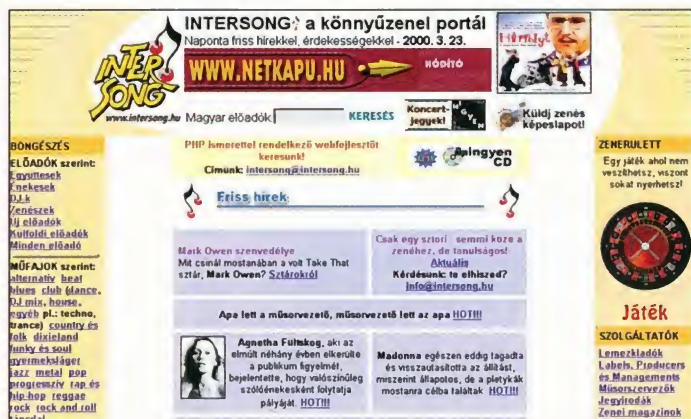 INTERSONG a könnyűzenei portál
Naponta friss hírekkel, érdekességekkel - 2000. 3. 23.
INTER SONG
www.intersong.hu
WWW.NETKAPU.HU HÓDÍTÓ
Magyar előadók: KERESÉS
Koncert-
jegyek!
INGYEN
Küldj zenés
képeslapot!
BÖNGÉSZÉS
ELŐADÓK szerint:
Együttesek
Énekesek
DJ-k
Zenészek
Új előadók
Külföldi előadók
Minden előadó
MŰFAJOK szerint:
alternatív beat
blues club (dance,
DJ mix, house,
egyéb pl.: techno,
trance) country és
folk dixieland
funky és soul
gyermeksláger
jazz metal pop
progresszív rap és
hip-hop reggae
rock rock and roll
PHP ismerettel rendelkező webfejlesztőt
keresünk!
Címünk: intersong@intersong.hu
ingyen
CD
Friss hírek
Mark Owen szenvedélye
Mit csinál mostanában a volt Take That
sztár, Mark Owen? Sztárokról
Csak egy sztori semmi köze a
zenéhez, de tanulságos!
Aktuális
Kérdésünk: te elhiszed?
Info@intersong.hu
Apa lett a műsorvezető, műsorvezető lett az apa HOT!!!
Agnetha Fältskog, aki az
elmúlt néhány évben elkerülte
a publikum figyelmét,
bejelentette, hogy valószínűleg
szólóénekesként folytatja
pályáját. HOT!!!
Madonna egészen eddig tagadta
és visszautasította az állítást,
miszerint állapotos, de a pletykák
mostanra célba találtak HOT!!!
ZENERULETT
Egy játék ahol nem
veszíthetsz, viszont
sokat nyerhetsz!
Játék
SZOLGÁLTATÓK
Lemezkiadók
Labels, Producers
és Managements
Műsorszervezők
Jegyirodák
Zenei magazinok